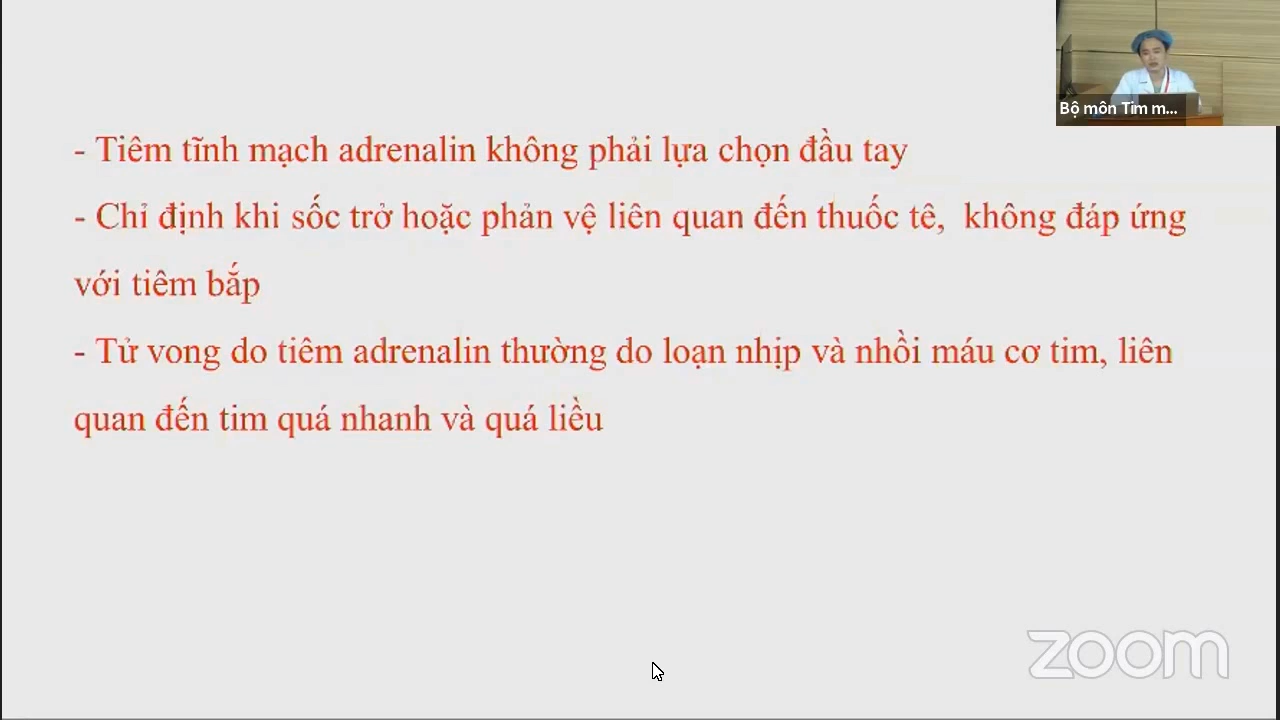 Bộ môn Tim m...
- Tiêm tĩnh mạch adrenalin không phải lựa chọn đầu tay
- Chỉ định khi sốc trở hoặc phản vệ liên quan đến thuốc tê, không đáp ứng
với tiêm bắp
- Tử vong do tiêm adrenalin thường do loạn nhịp và nhồi máu cơ tim, liên
quan đến tim quá nhanh và quá liều
zoom